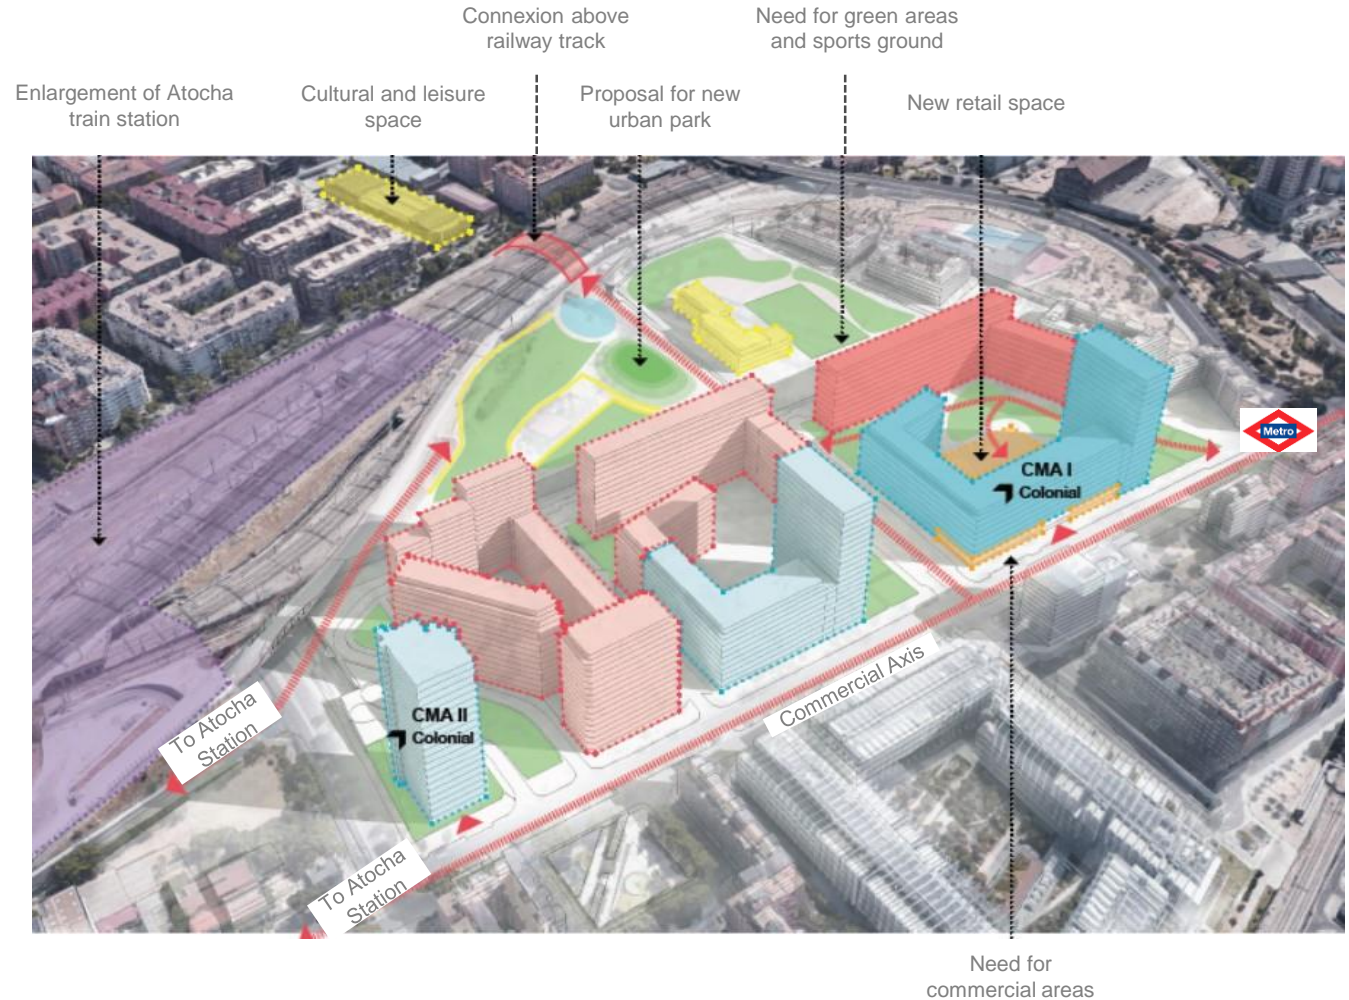 Connexion above
railway track
Need for green areas
and sports ground
Enlargement of Atocha
train station
Cultural and leisure
space
Proposal for new
urban park
New retail space
Metro
CMA I
Colonial
Commercial Axis
CMA II
Colonial
To Atocha
Station
To Atocha
Station
Need for
commercial areas